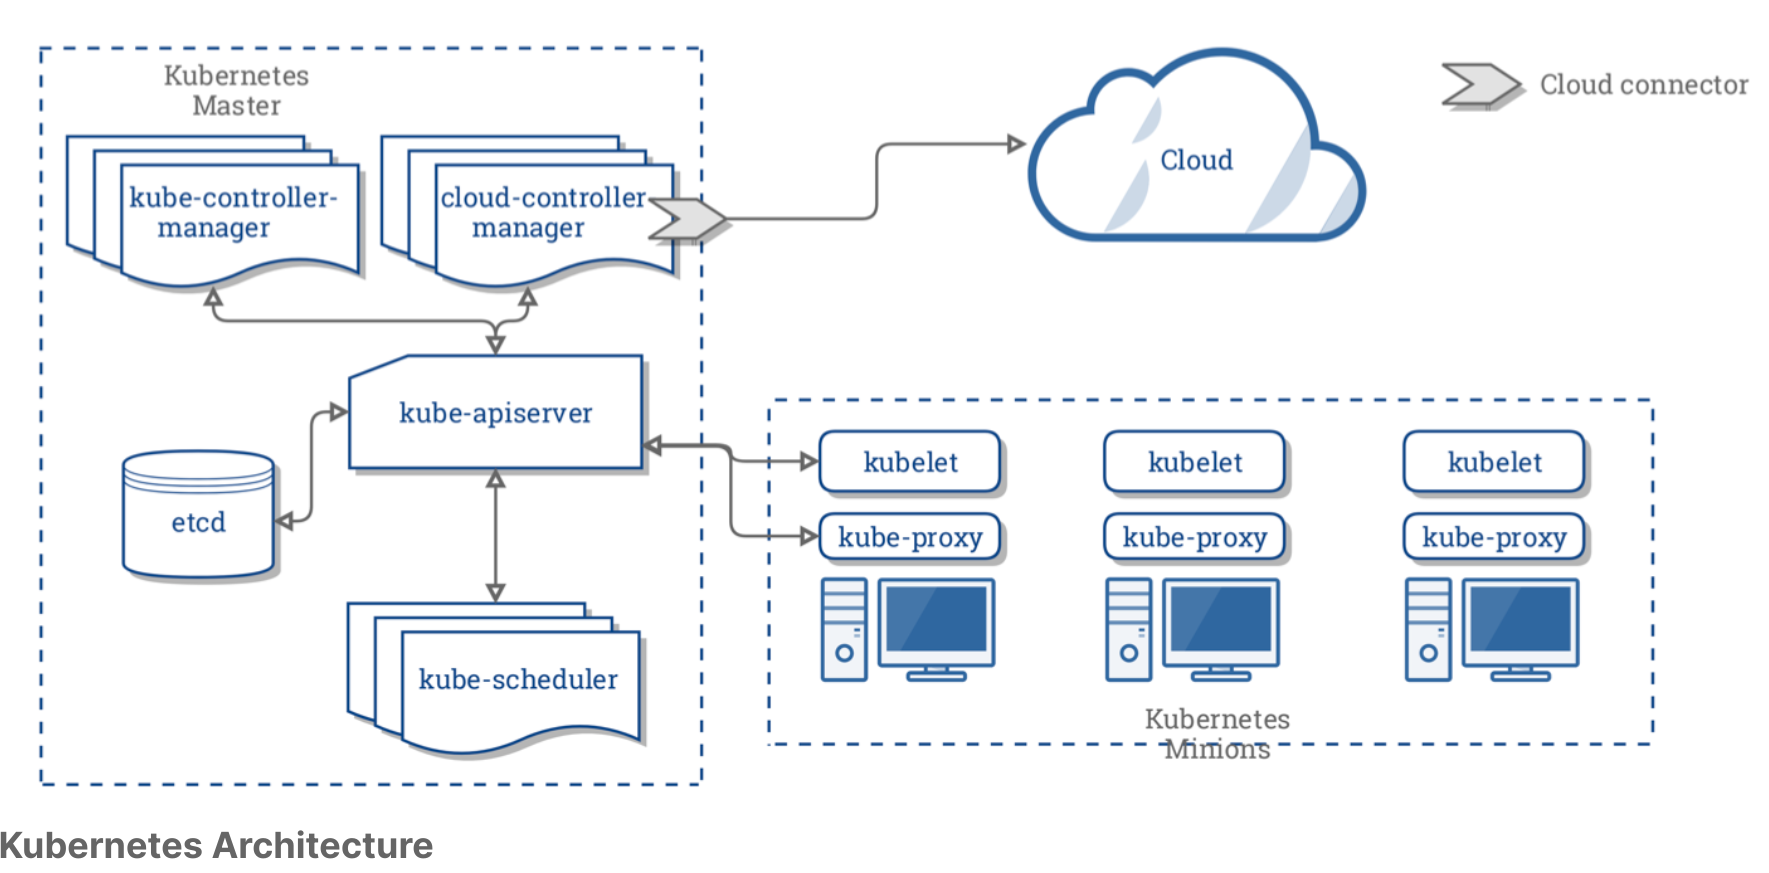 Kubernetes
Master
kube-controller-
manager
cloud-controller
manager
Cloud
Cloud connector
kube-apiserver
etcd
kube-scheduler
kubelet
kubelet
kubelet
kube-proxy
kube-proxy
kube-proxy
Kubernetes
Minions
Kubernetes Architecture